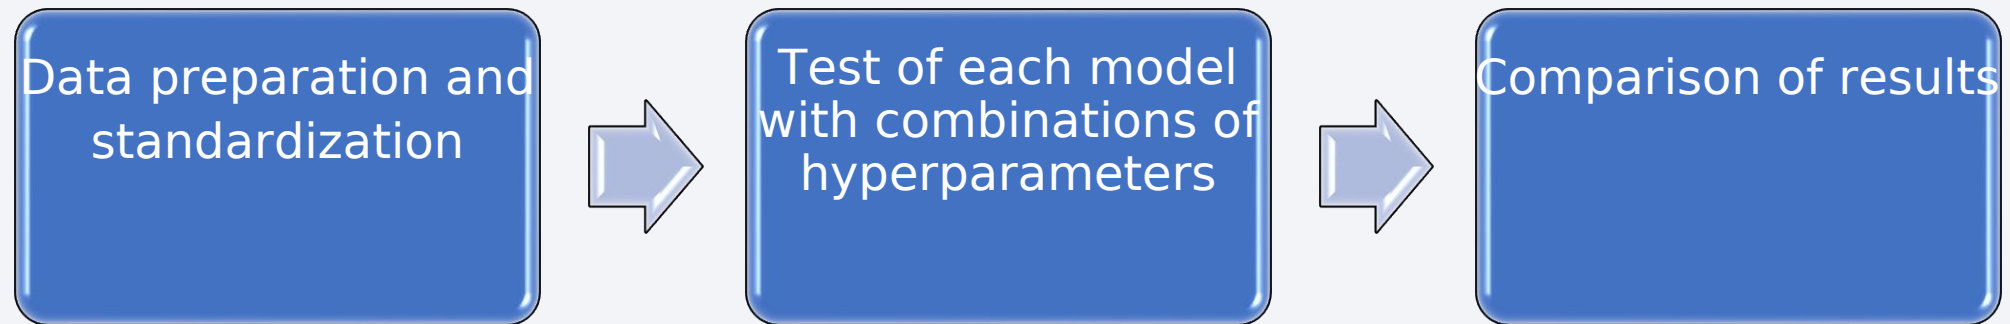 Data preparation and
standardization
Test of each model
with combinations of
hyperparameters
Comparison of results